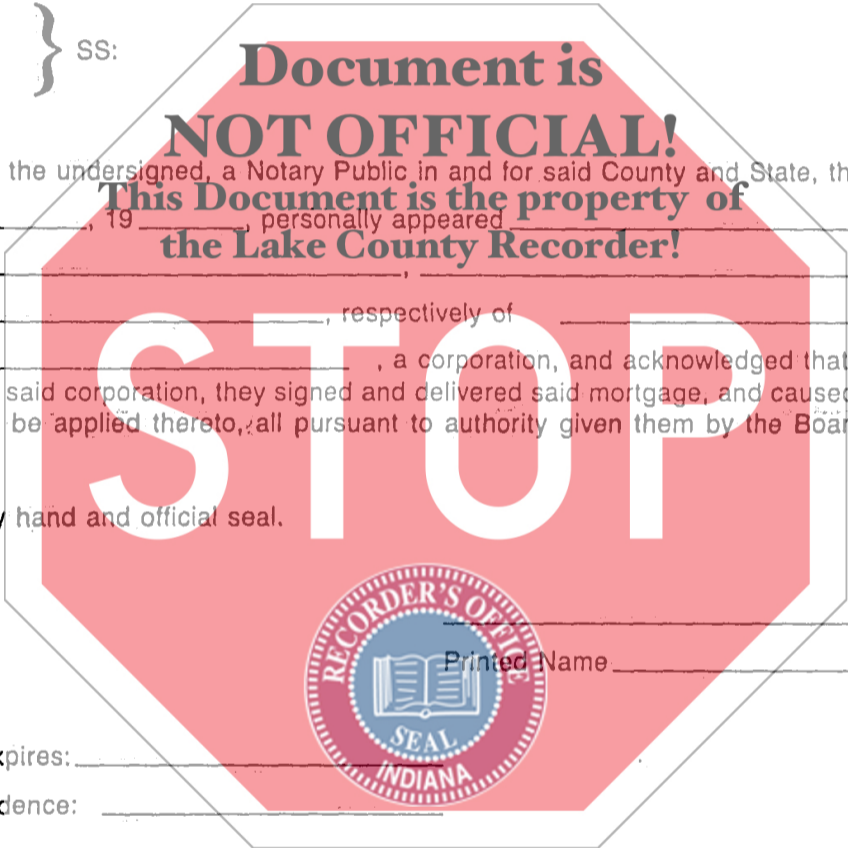 SS:
Document is
NOT OFFICIAL!
the undersigned, a Notary Public in and for said County and State, th
This Document is the property of
, 19 , personally appeared
the Lake County Recorder!
,
, respectively of
STOP
, a corporation, and acknowledged that
said corporation, they signed and delivered said mortgage, and caused
be applied thereto, all pursuant to authority given them by the Boar
y hand and official seal.
RECORDER'S OFFICE
Printed Name
SEAL
INDIANA
xpires:
dence: